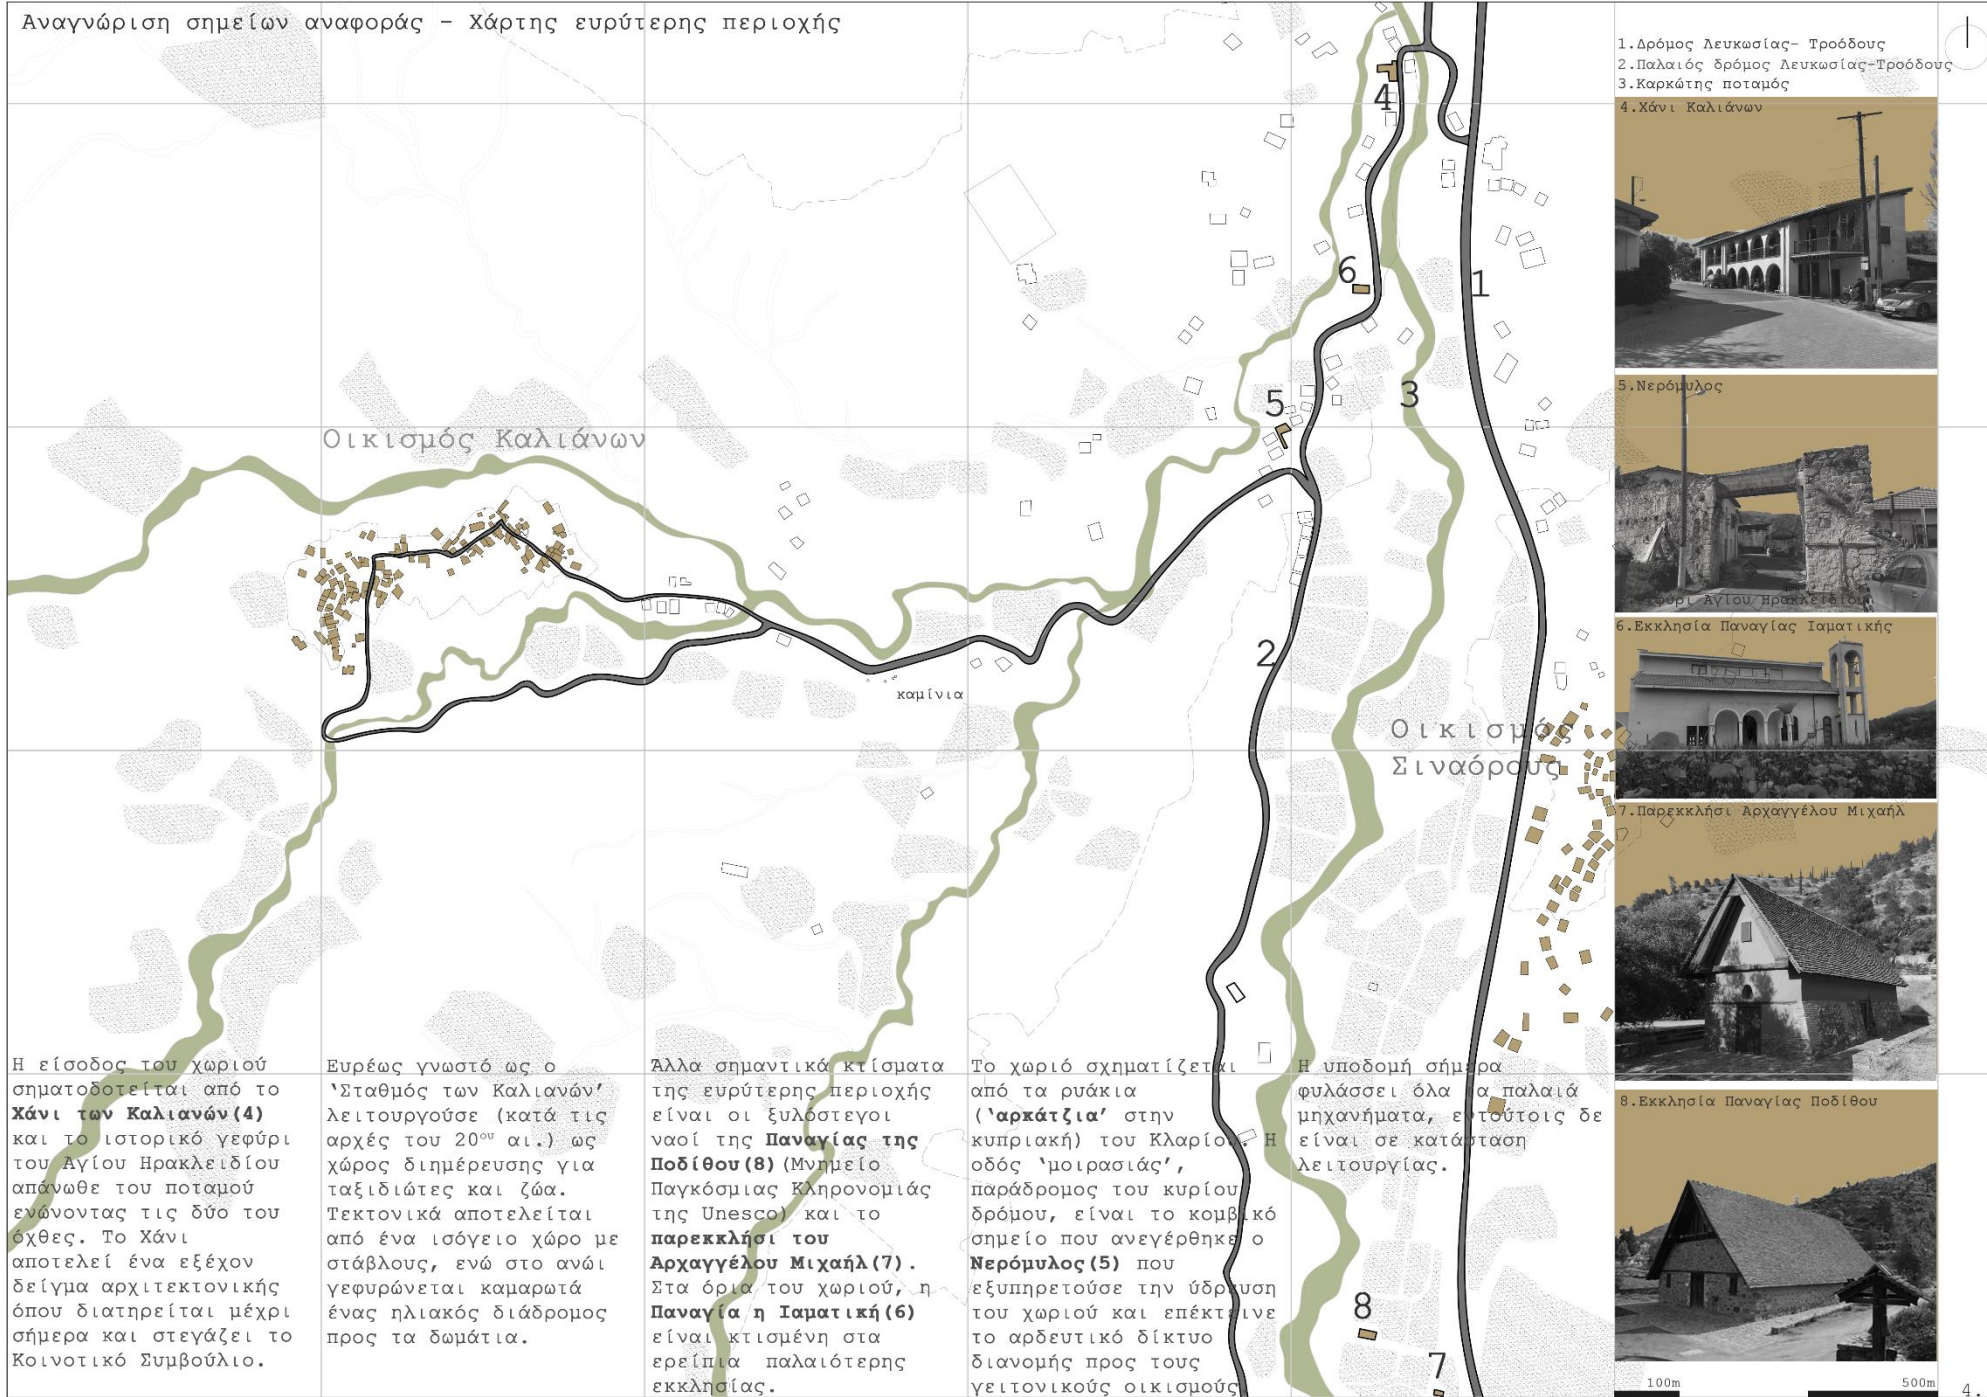 Αναγνώριση σημείων αναφοράς - Χάρτης ευρύτερης περιοχής
1.Δρόμος Λευκωσίας- Τροόδους
2.Παλαιός δρόμος Λευκωσίας-Τροόδους
3.Καρκώτης ποταμός
4.Χάνι Καλιάνων
5.Νερόμυλος
Αγίου Ηρακλειδίου
6.Εκκλησία Παναγίας Ιαματικής
7.Παρεκκλήσι Αρχαγγέλου Μιχαήλ
8.Εκκλησία Παναγίας Ποδίθου
4
6
1
5
3
Οικισμός Καλιάνων
2
καμίνια
Οικισμός
Σιναόρους
8
7
Η είσοδος του χωριού
σηματοδοτείται από το
Χάνι των Καλιανών(4)
και το ιστορικό γεφύρι
του Αγίου Ηρακλειδίου
απάνωθε του ποταμού
ενώνοντας τις δύο του
όχθες. Το Χάνι
αποτελεί ένα εξέχον
δείγμα αρχιτεκτονικής
όπου διατηρείται μέχρι
σήμερα και στεγάζει το
Κοινοτικό Συμβούλιο.
Ευρέως γνωστό ως ο
'Σταθμός των Καλιανών'
λειτουργούσε (κατά τις
αρχές του 20ου αι.) ως
χώρος διημέρευσης για
ταξιδιώτες και ζώα.
Τεκτονικά αποτελείται
από ένα ισόγειο χώρο με
στάβλους, ενώ στο ανώι
γεφυρώνεται καμαρωτά
ένας ηλιακός διάδρομος
προς τα δωμάτια.
Άλλα σημαντικά κτίσματα
της ευρύτερης περιοχής
είναι οι ξυλόστεγοι
ναοί της Παναγίας της
Ποδίθου(8)(Μνημείο
Παγκόσμιας Κληρονομιάς
της Unesco) και το
παρεκκλήσι του
Αρχαγγέλου Μιχαήλ(7).
Στα όρια του χωριού, η
Παναγία η Ιαματική(6)
είναι κτισμένη στα
ερείπια παλαιότερης
εκκλησίας.
Το χωριό σχηματίζεται
από τα ρυάκια
('αρκάτζια' στην
κυπριακή) του Κλαρίου. Η
οδός 'μοιρασιάς',
παράδρομος του κυρίου
δρόμου, είναι το κομβικό
σημείο που ανεγέρθηκε ο
Νερόμυλος(5) που
εξυπηρετούσε την ύδρευση
του χωριού και επέκτεινε
το αρδευτικό δίκτυο
διανομής προς τους
γειτονικούς οικισμούς
Η υποδομή σήμερα
φυλάσσει όλα τα παλαιά
μηχανήματα, εντούτοις δε
είναι σε κατάσταση
λειτουργίας.
100m
500m
4.